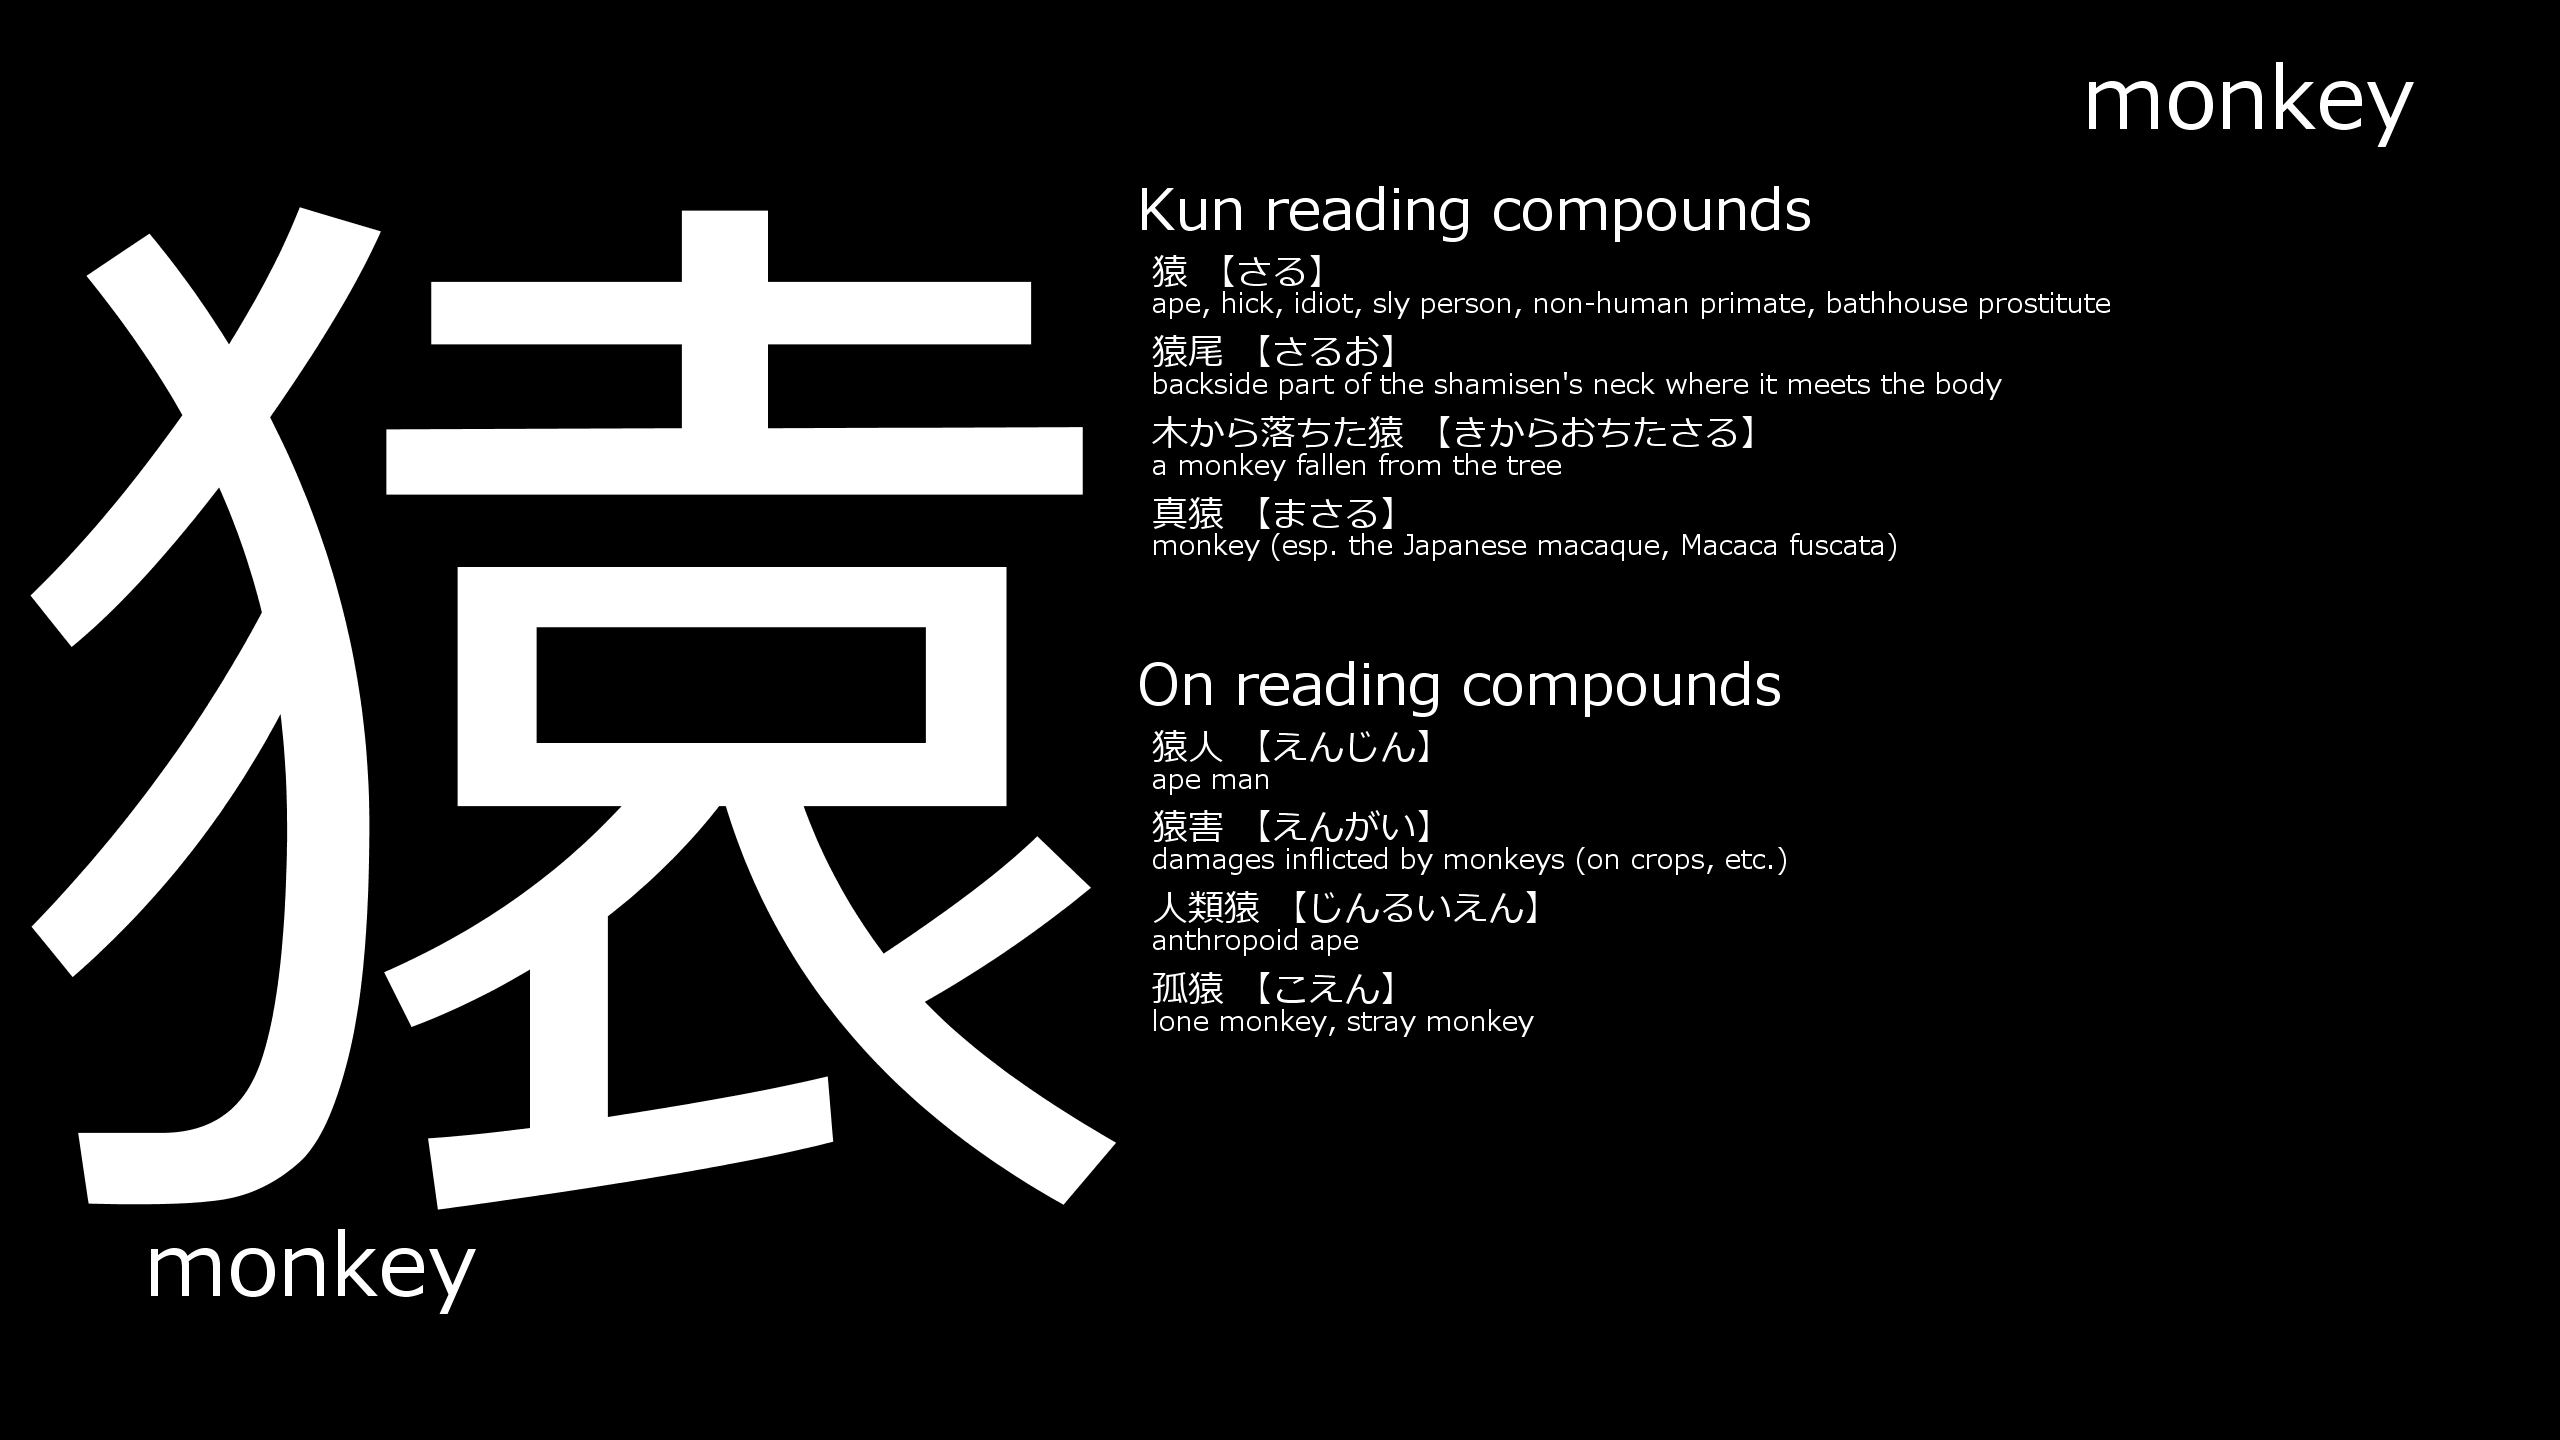 monkey
猿
monkey
Kun reading compounds
猿 【さる】
ape, hick, idiot, sly person, non-human primate, bathhouse prostitute
猿尾 【さるお】
backside part of the shamisen's neck where it meets the body
木から落ちた猿 【きからおちたさる】
a monkey fallen from the tree
真猿 【まさる】
monkey (esp. the Japanese macaque, Macaca fuscata)
On reading compounds
猿人 【えんじん】
ape man
猿害 【えんがい】
damages inflicted by monkeys (on crops, etc.)
人類猿 【じんるいえん】
anthropoid ape
孤猿 【こえん】
lone monkey, stray monkey